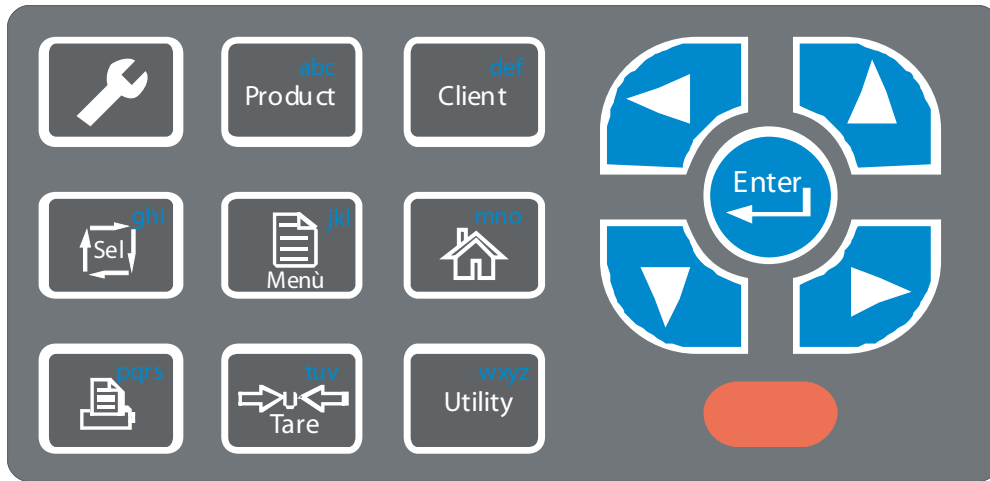 abc
Product
def
Client
Enter
ghi
Sel
jkl
Menù
mno
pqrs
tuv
Tare
wxyz
Utility